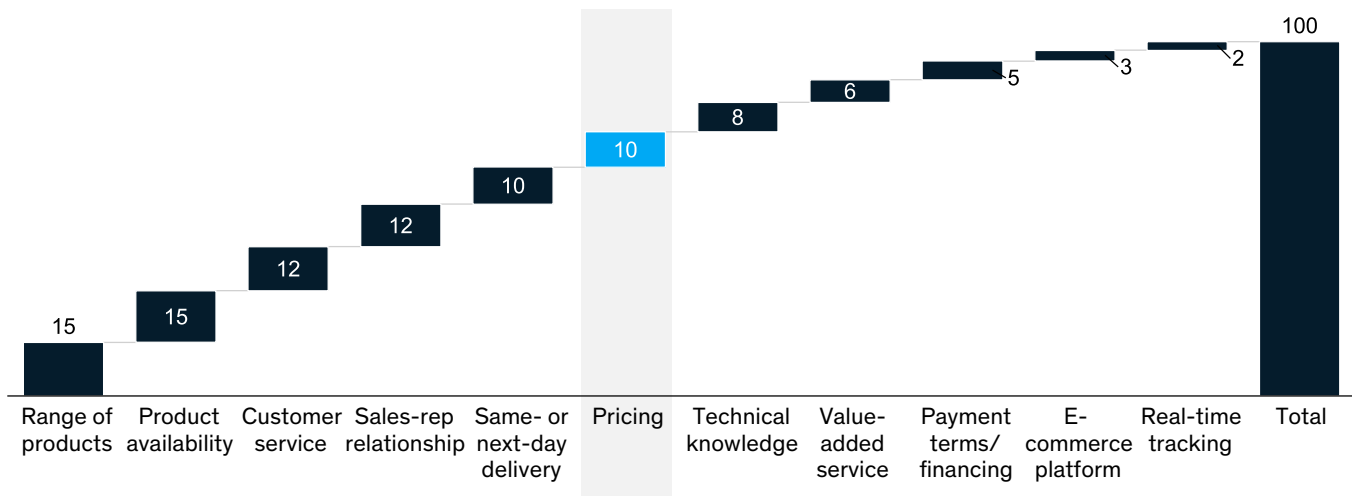 100
15
15
12
12
10
10
8
6
5
3
2
Range of
products
Product
availability
Customer
service
Sales-rep
relationship
Same- or
next-day
delivery
Pricing
Technical
knowledge
Value-
added
service
Payment
terms/
financing
E-
commerce
platform
Real-time
tracking
Total